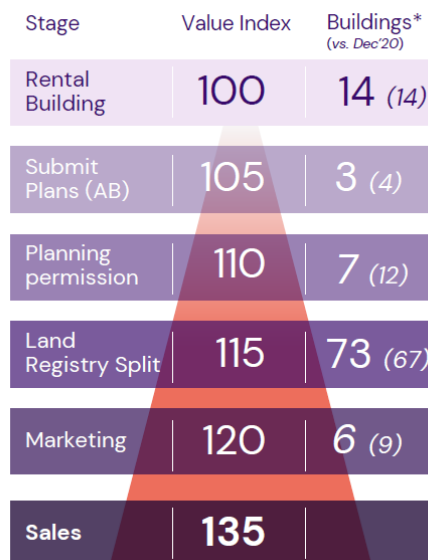 Stage Value Index Buildings*
(vs. Dec'20)
Rental
Building 100 14 (14)
Submit
Plans (AB) 105 3 (4)
Planning
permission 110 7 (12)
Land
Registry Split 115 73 (67)
Marketing 120 6 (9)
Sales 135